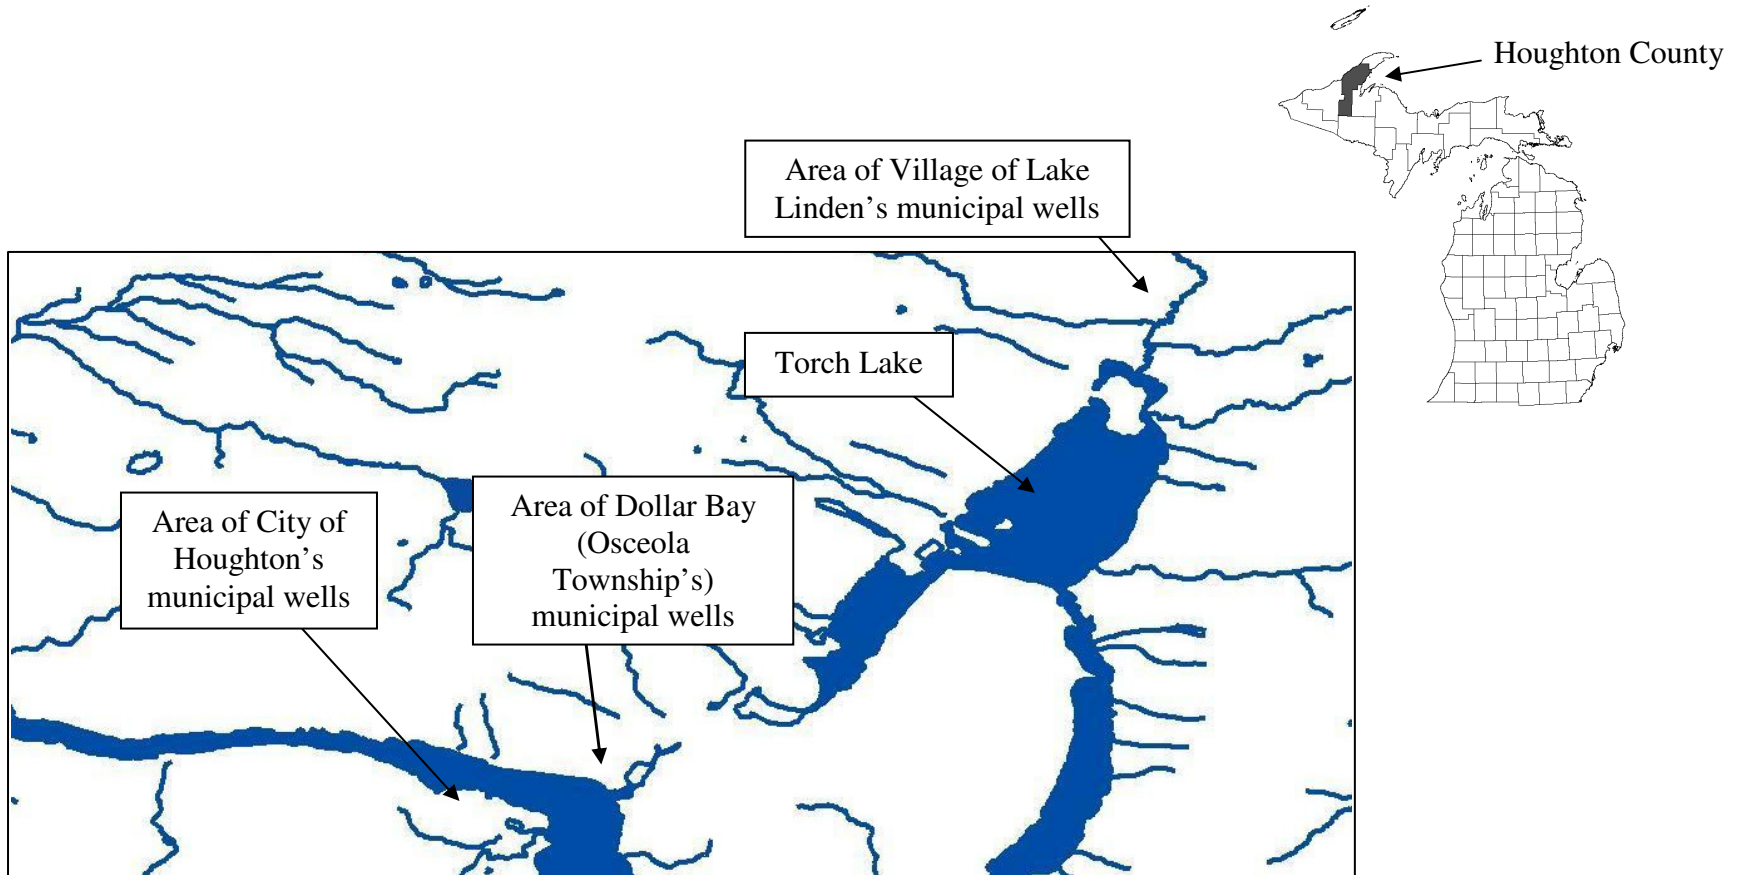 Houghton County
Area of Village of Lake
Linden’s municipal wells
Torch Lake
Area of Dollar Bay
(Osceola
Township’s)
municipal wells
Area of City of
Houghton’s
municipal wells